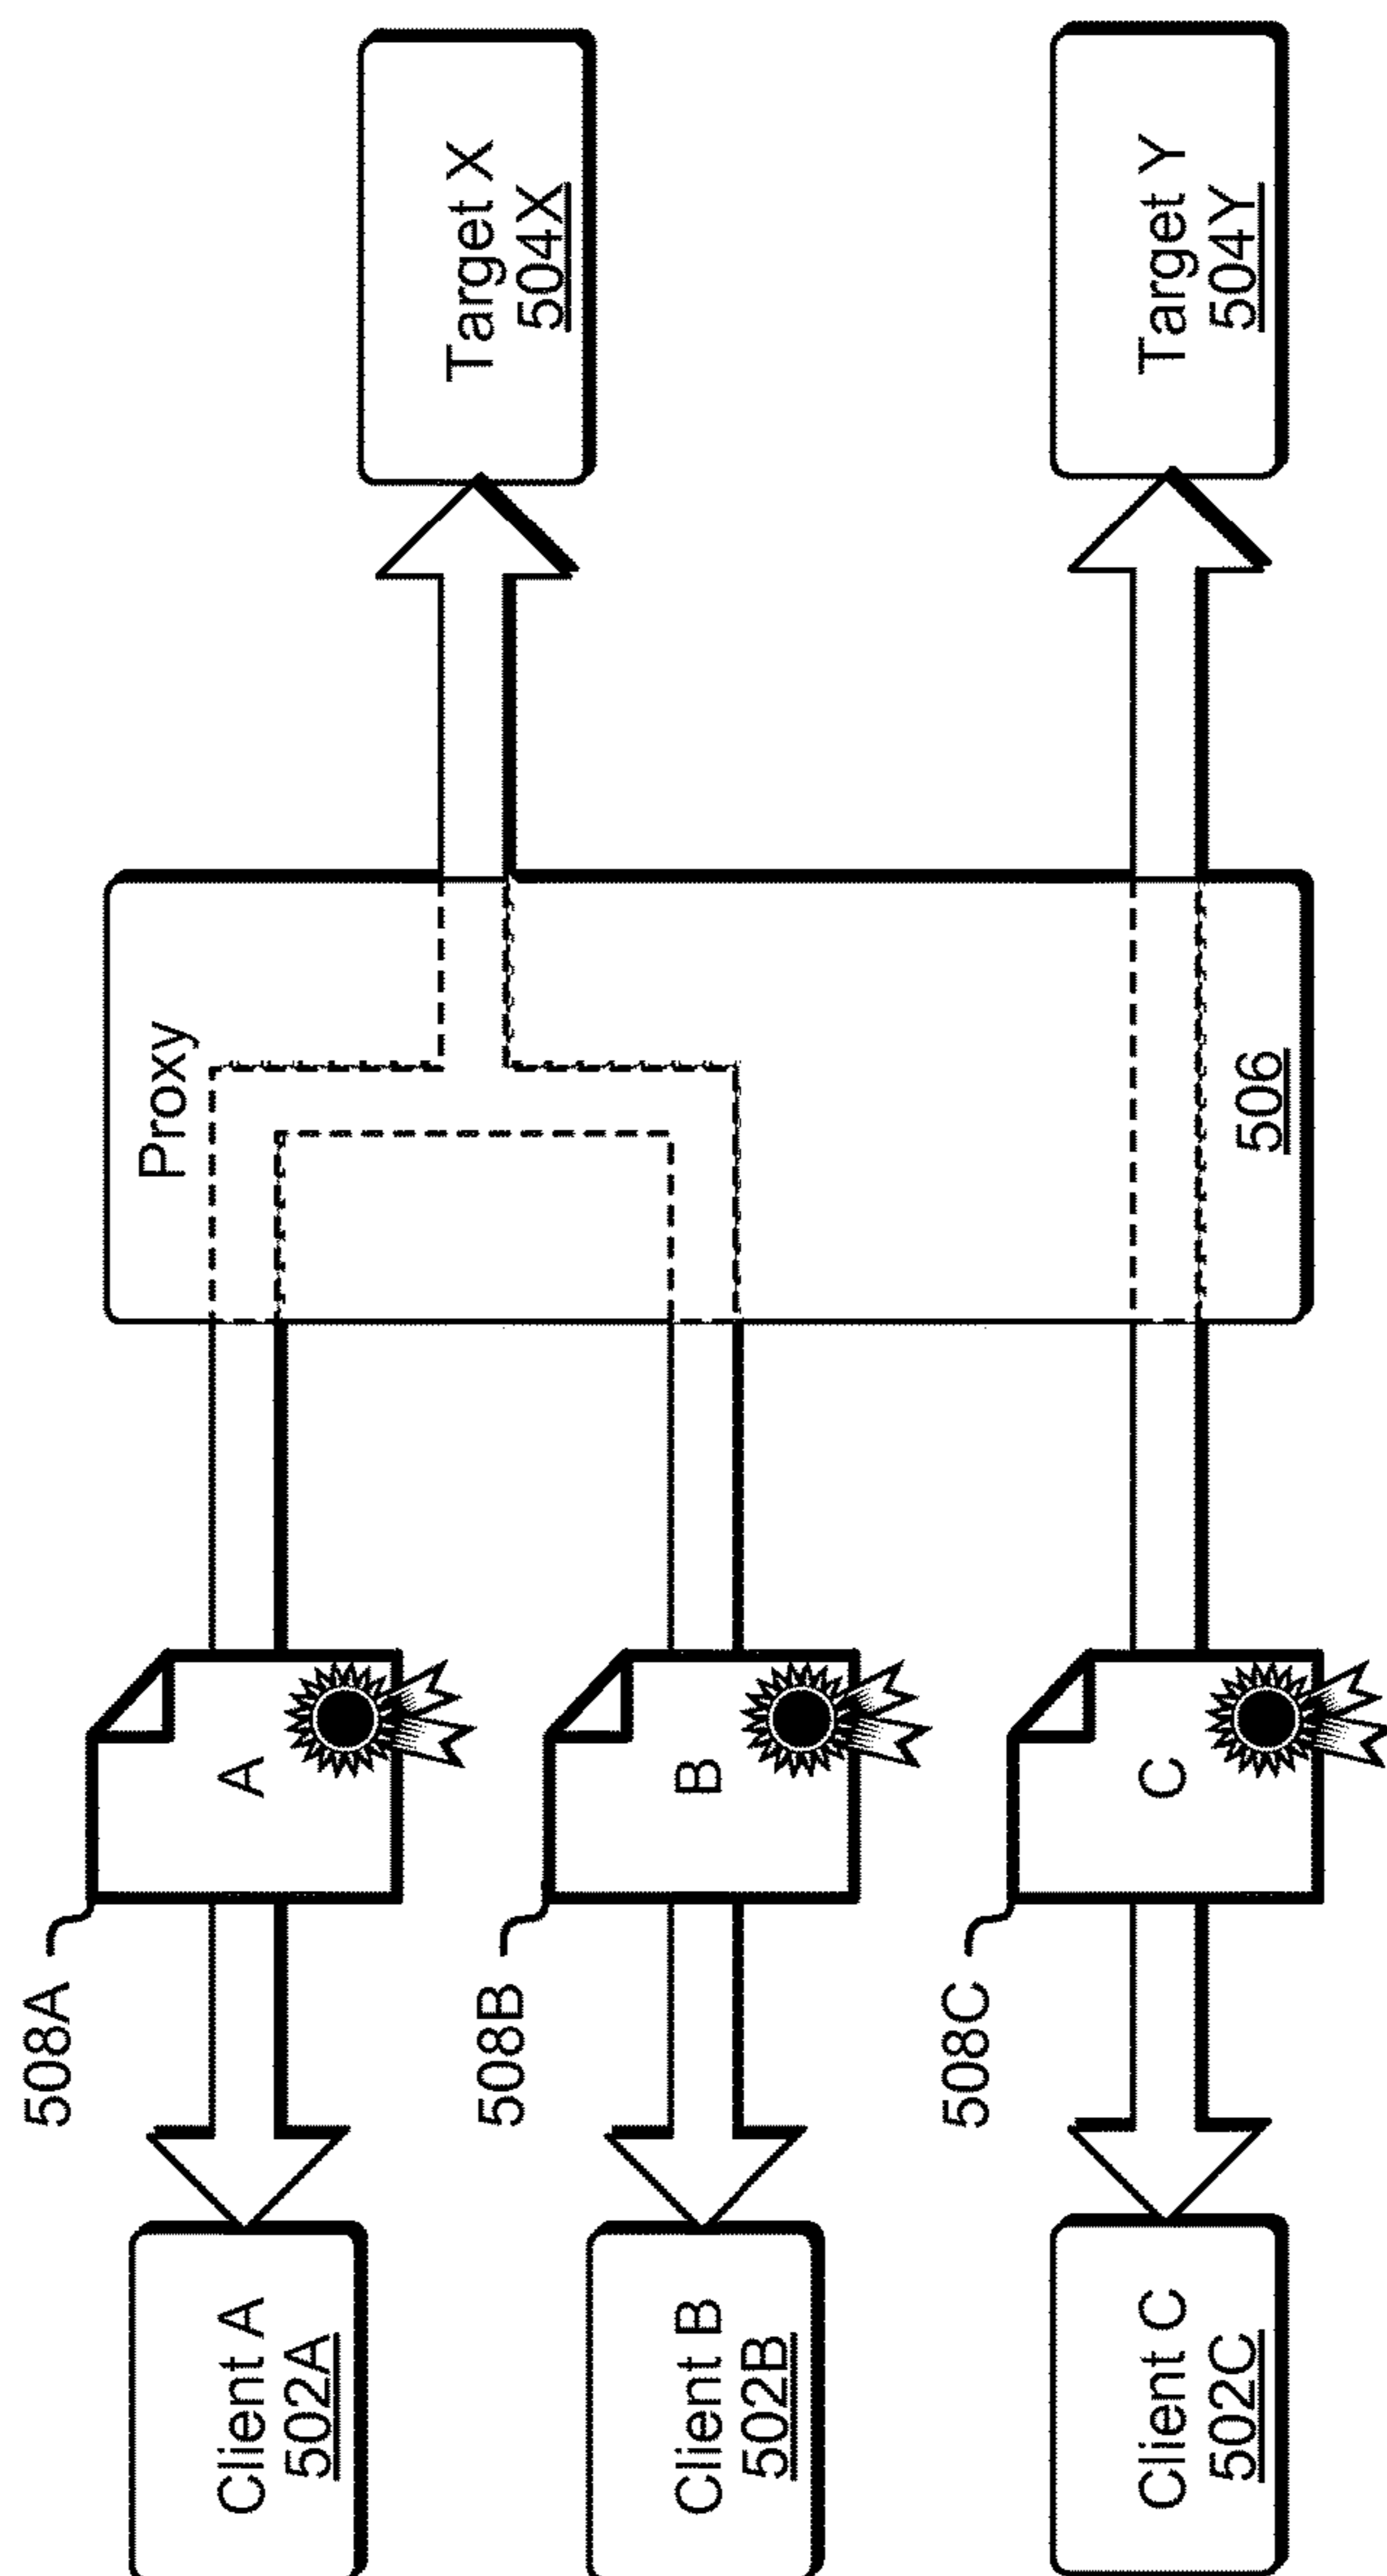 Client A
502A
508A
A
Client B
502B
508B
B
Client C
502C
508C
C
Proxy
506
Target X
504X
Target Y
504Y